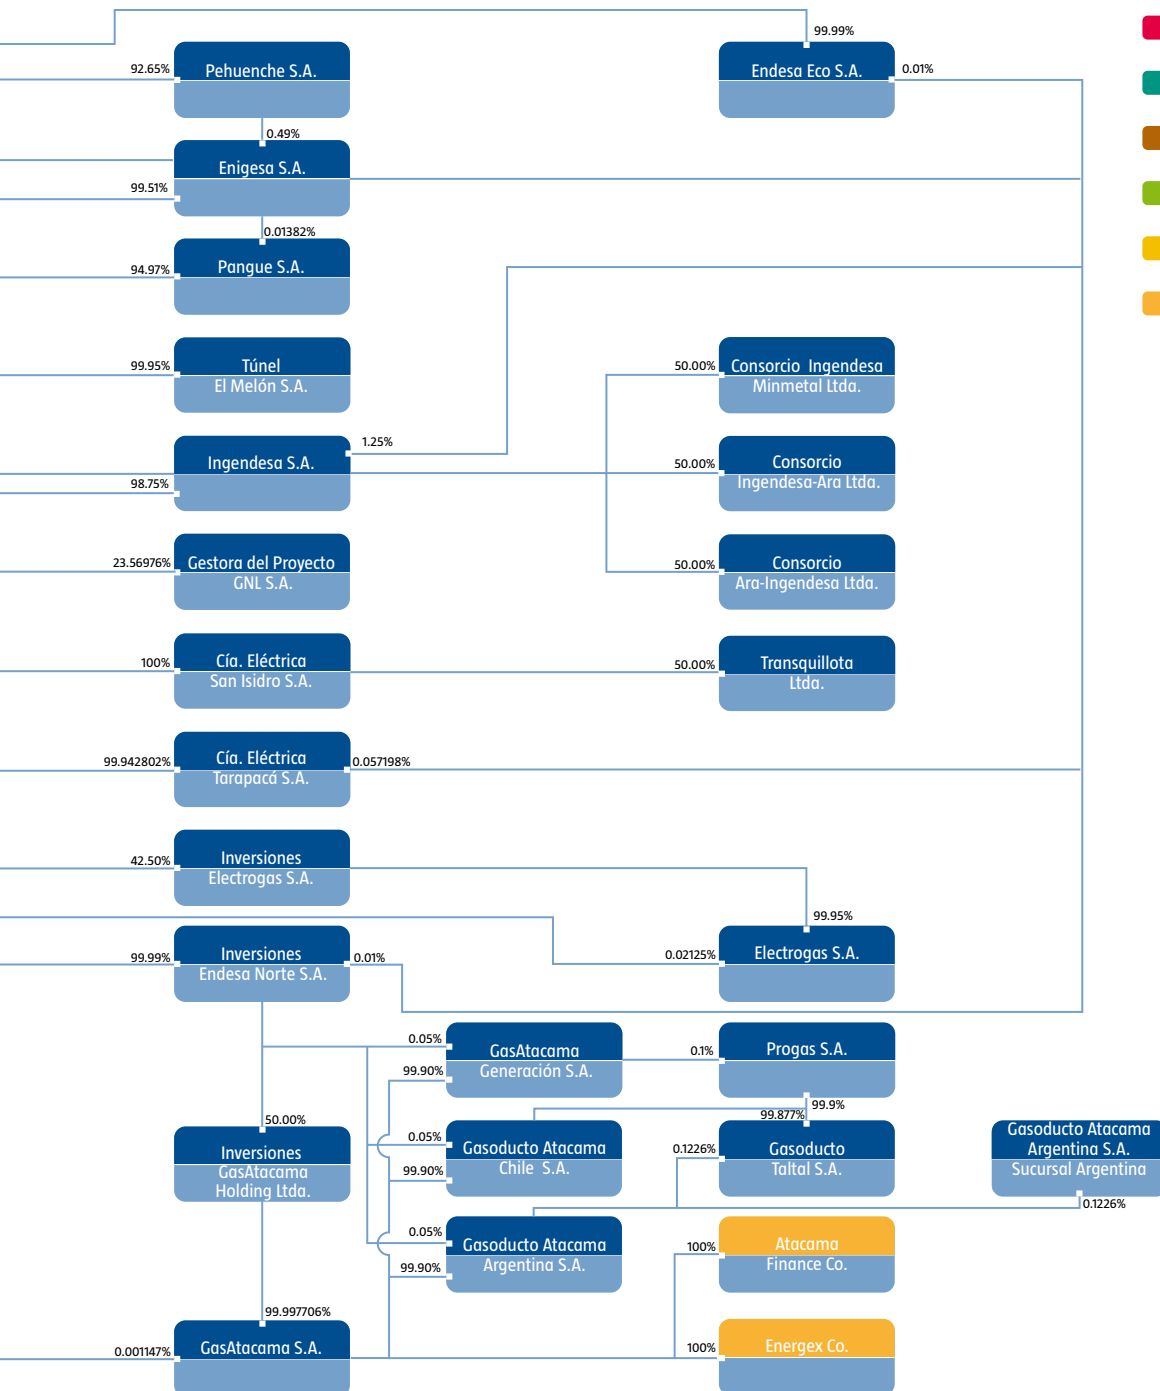 99.99%
92.65%
Pehuenche S.A.
Endesa Eco S.A.
0.01%
0.49%
Enigesa S.A.
99.51%
0.01382%
Pangue S.A.
94.97%
99.95%
Túnel
El Melón S.A.
50.00%
Consorcio Ingendesa
Minmetal Ltda.
1.25%
Ingendesa S.A.
98.75%
50.00%
Consorcio
Ingendesa-Ara Ltda.
23.56976%
Gestora del Proyecto
GNL S.A.
50.00%
Consorcio
Ara-Ingendesa Ltda.
100%
Cía. Eléctrica
San Isidro S.A.
50.00%
Transquillota
Ltda.
99.942802%
Cía. Eléctrica
Tarapacá S.A.
0.057198%
42.50%
Inversiones
Electrogas S.A.
99.95%
99.99%
Inversiones
Endesa Norte S.A.
0.01%
0.02125%
Electrogas S.A.
0.05%
99.90%
GasAtacama
Generación S.A.
0.1%
Progas S.A.
99.9%
99.877%
50.00%
Inversiones
GasAtacama
Holding Ltda.
0.05%
99.90%
Gasoducto Atacama
Chile S.A.
0.1226%
Gasoducto
Taltal S.A.
Gasoducto Atacama
Argentina S.A.
Sucursal Argentina
0.1226%
0.05%
99.90%
Gasoducto Atacama
Argentina S.A.
100%
Atacama
Finance Co.
99.997706%
0.001147%
GasAtacama S.A.
100%
Energex Co.